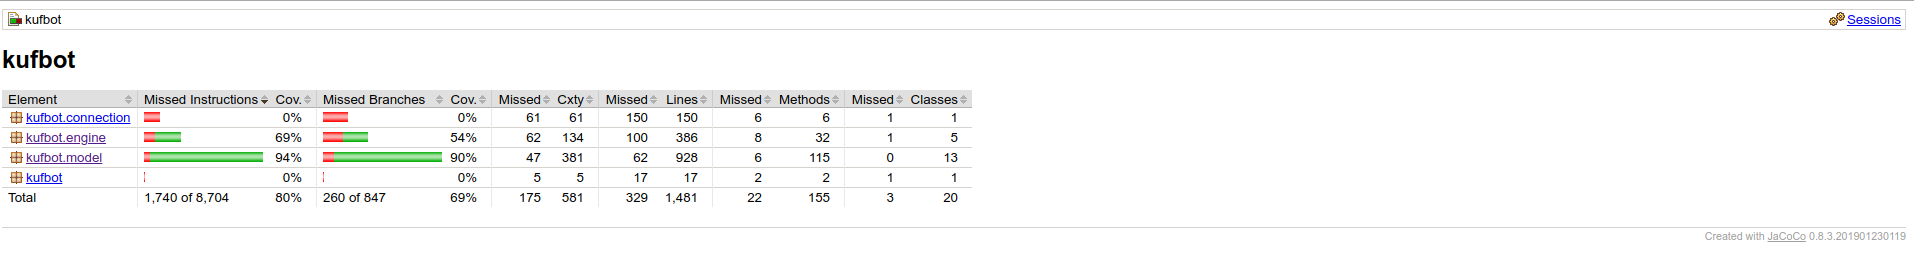 kufbot Sessions
kufbot
Element Missed Instructions Cov. Missed Branches Cov. Missed Cxty Missed Lines Missed Methods Missed Classes
kufbot.connection 0% 0% 61 61 150 150 6 6 1 1
kufbot.engine 69% 54% 62 134 100 386 8 32 1 5
kufbot.model 94% 90% 47 381 62 928 6 115 0 13
kufbot 0% 0% 5 5 17 17 2 2 1 1
Total 1,740 of 8,704 80% 260 of 847 69% 175 581 329 1,481 22 155 3 20
Created with JaCoCo 0.8.3.201901230119